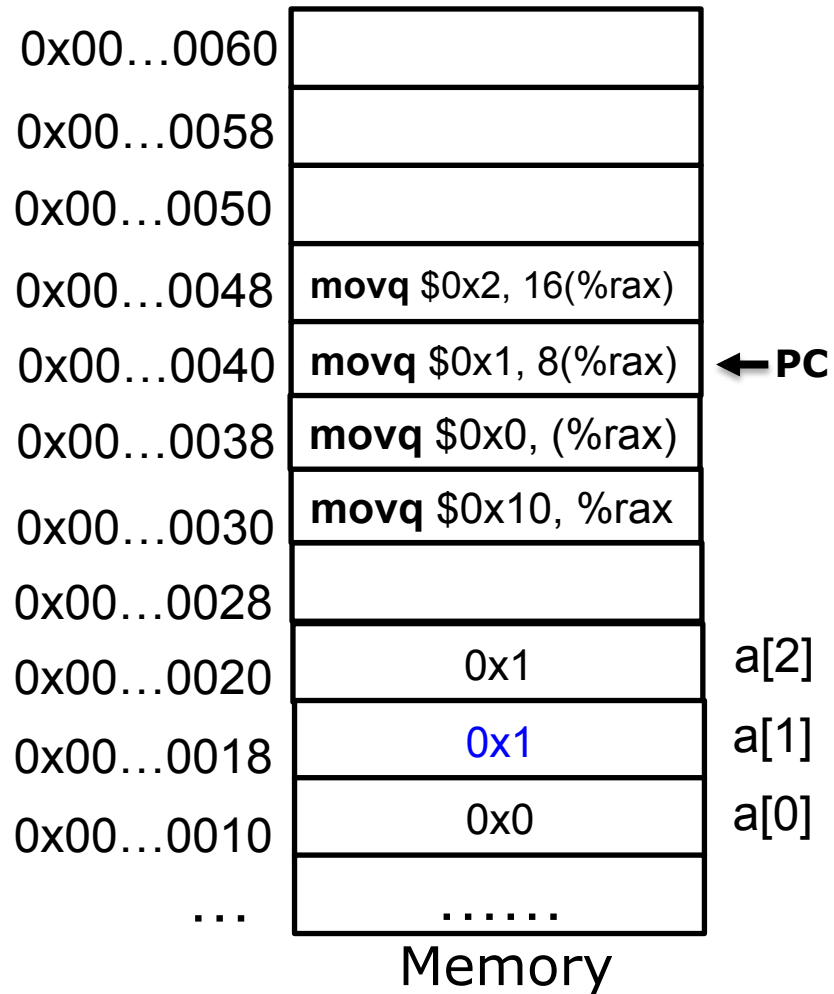 0x00…0060
0x00…0058
0x00…0050
0x00…0048 movq $0x2, 16(%rax)
0x00…0040 movq $0x1, 8(%rax) PC
0x00…0038 movq $0x0, (%rax)
0x00…0030 movq $0x10, %rax
0x00…0028
0x00…0020 0x1 a[2]
0x00…0018 0x1 a[1]
0x00…0010 0x0 a[0]
… ……
Memory